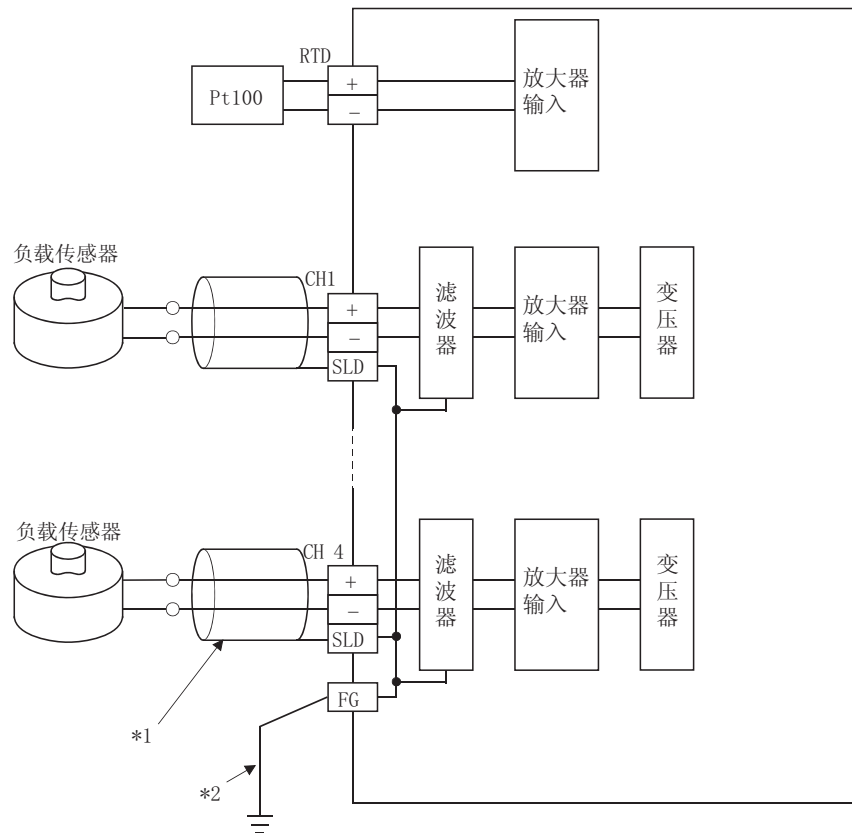 RTD
Pt100
+
−
放大器
输入
负载传感器
CH1
+
−
SLD
滤波器
放大器
输入
变压器
负载传感器
CH 4
+
−
SLD
滤波器
放大器
输入
变压器
FG
*1
*2